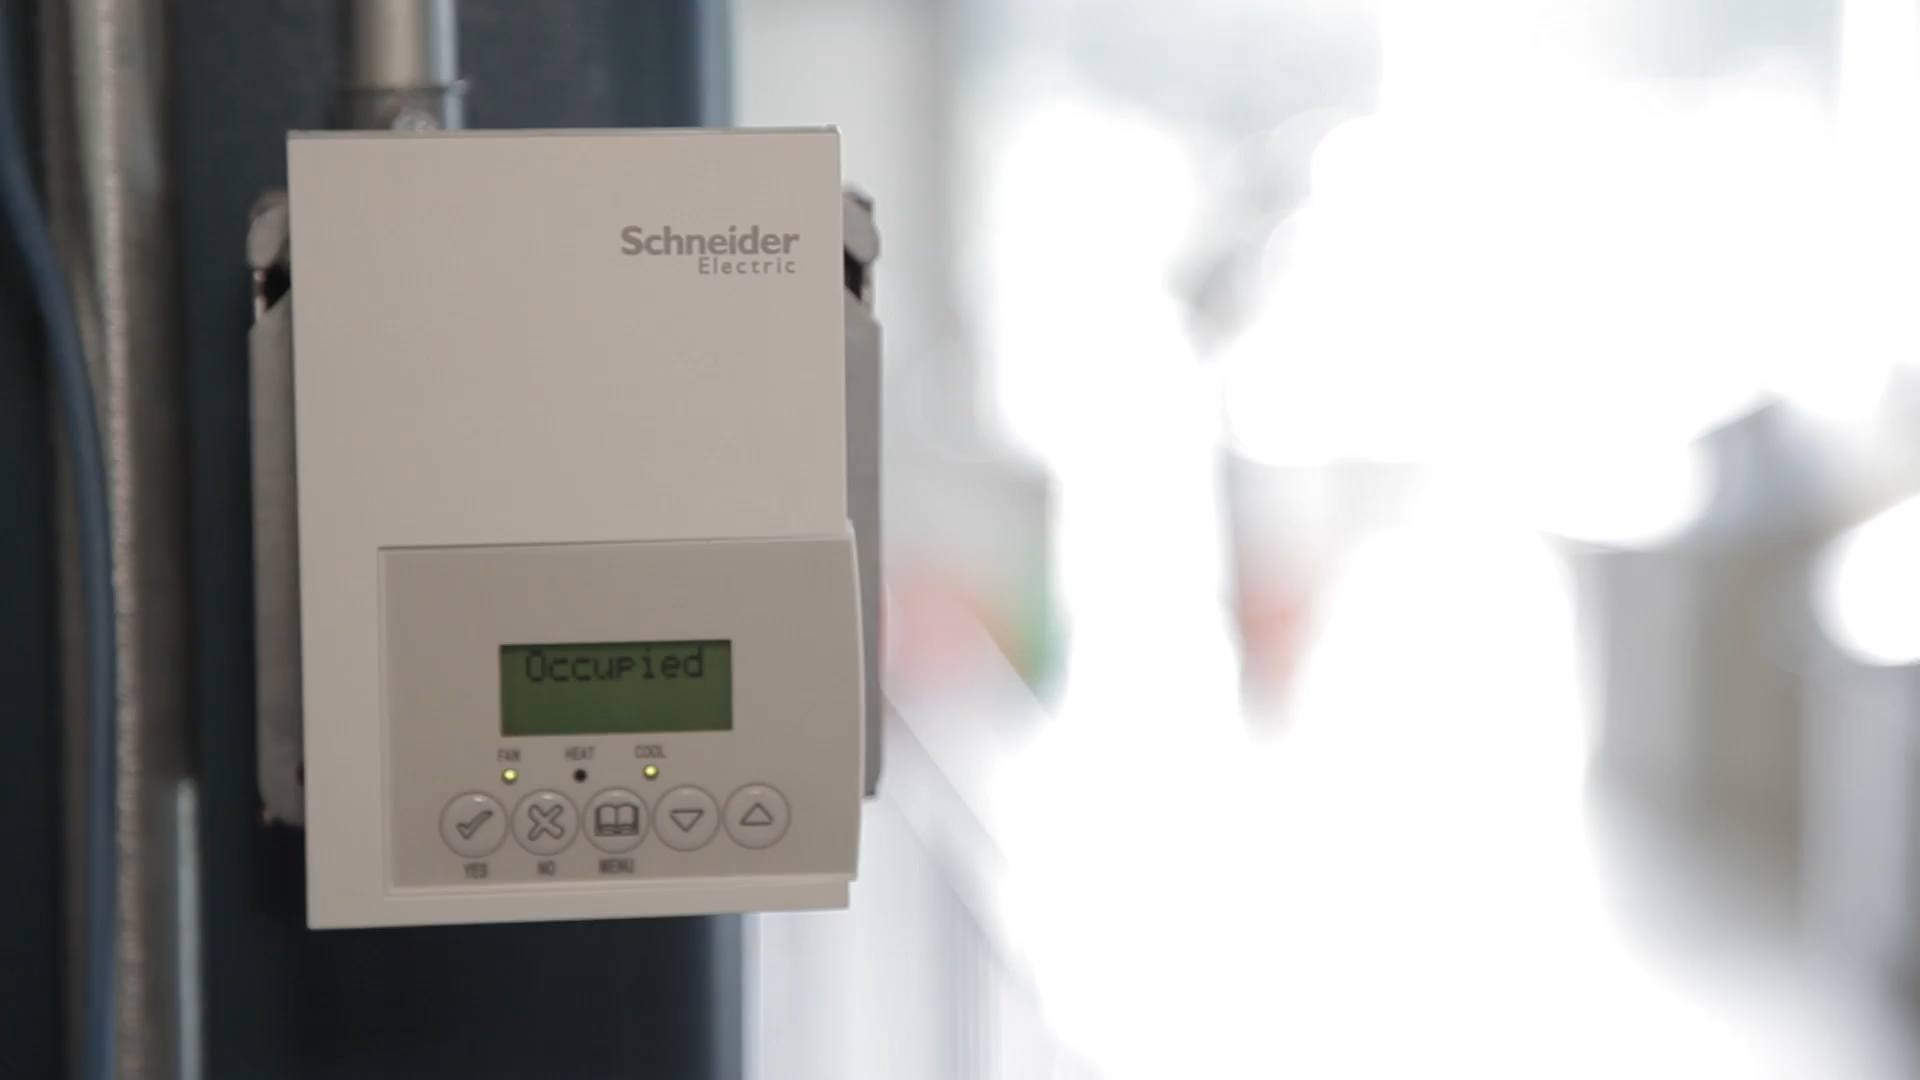 Schneider
Electric
Occupied
FAN HEAT COOL
YES NO MENU